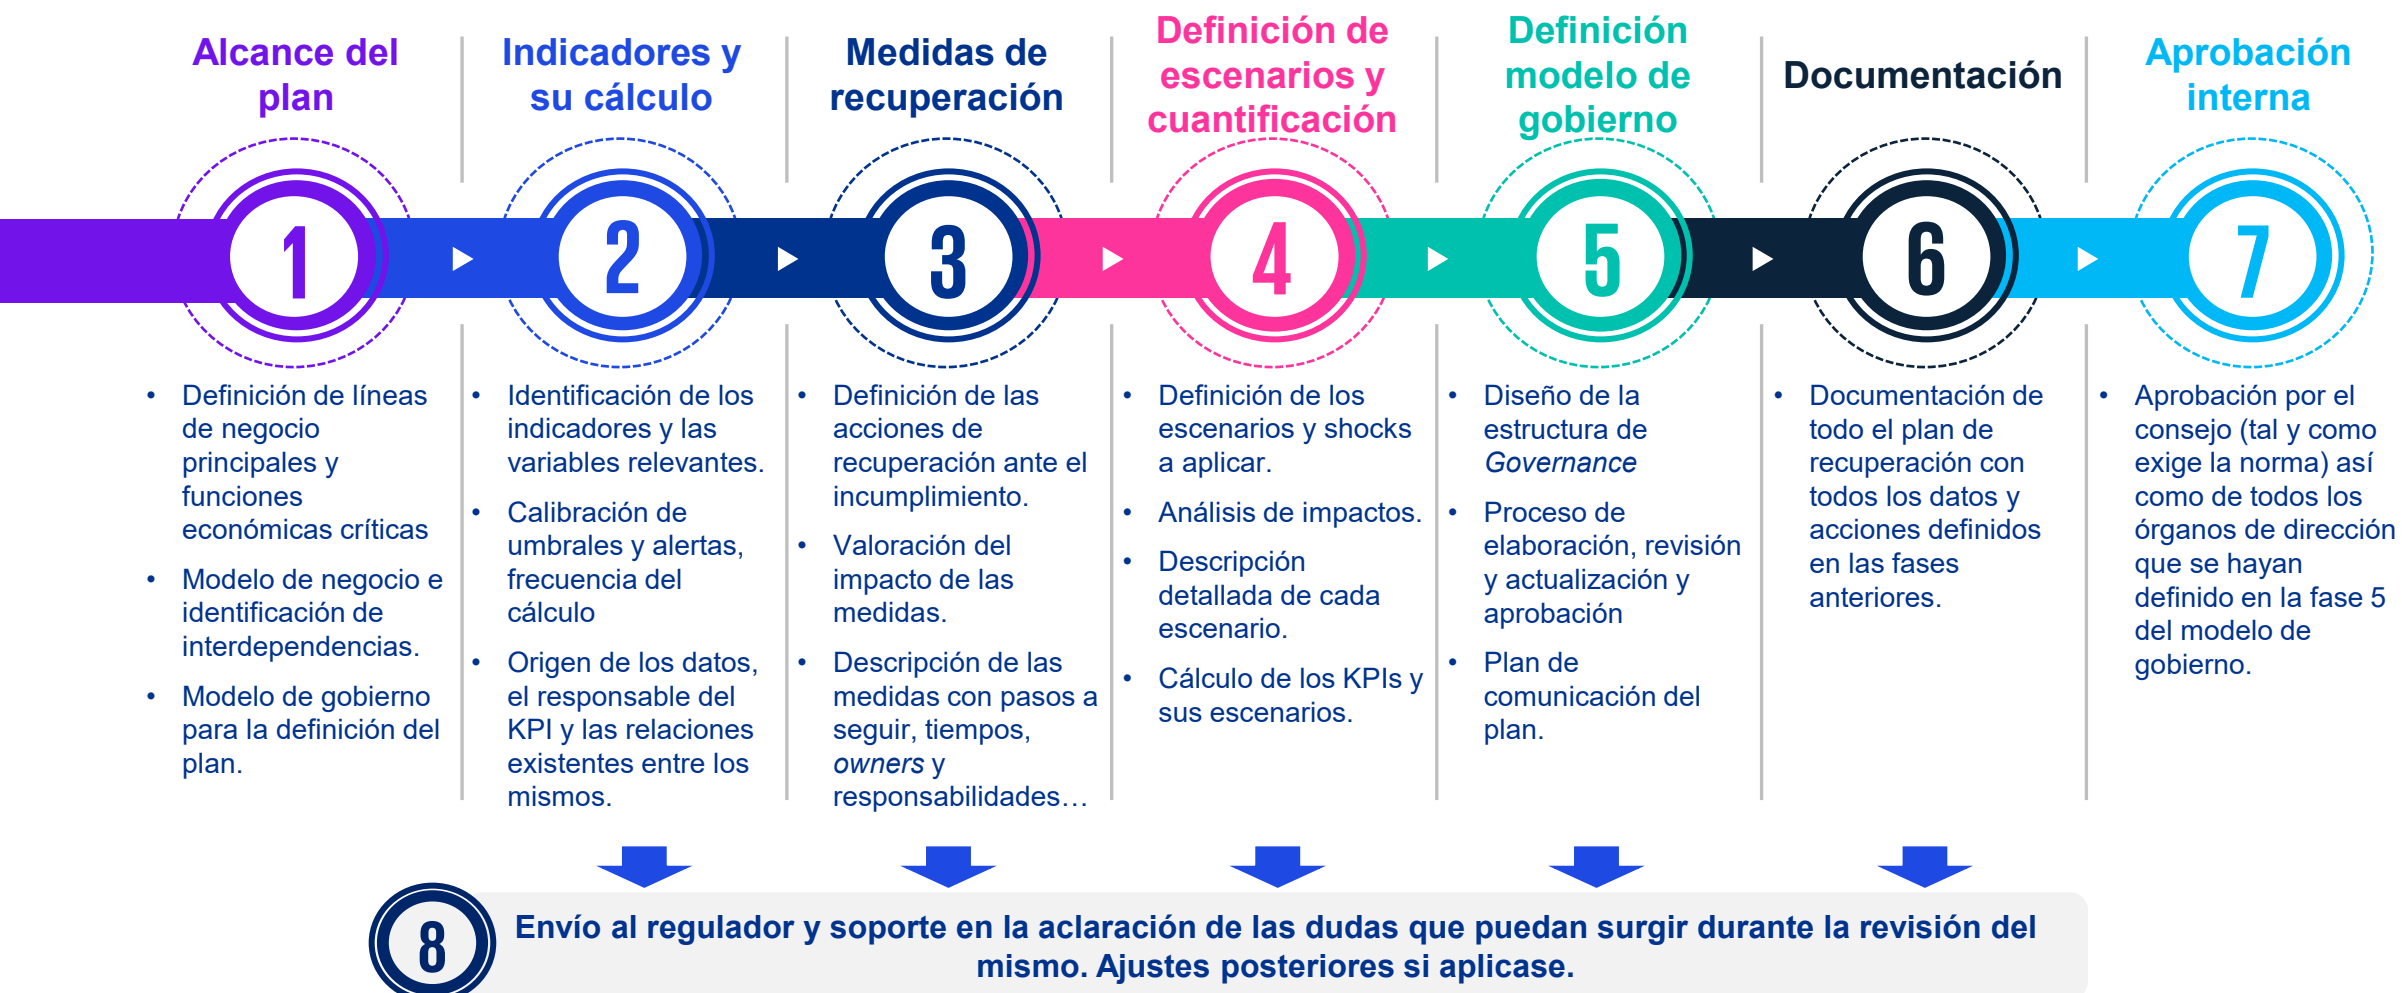 Alcance del
plan
Indicadores y
su cálculo
Medidas de
recuperación
Definición de
escenarios y
cuantificación
Definición
modelo de
gobierno
Documentación
Aprobación
interna
1
2
3
4
5
6
7
• Definición de líneas
de negocio
principales y
funciones
económicas críticas
• Modelo de negocio e
identificación de
interdependencias.
• Modelo de gobierno
para la definición del
plan.
• Identificación de los
indicadores y las
variables relevantes.
• Calibración de
umbrales y alertas,
frecuencia del
cálculo
• Origen de los datos,
el responsable del
KPI y las relaciones
existentes entre los
mismos.
• Definición de las
acciones de
recuperación ante el
incumplimiento.
• Valoración del
impacto de las
medidas.
• Descripción de las
medidas con pasos a
seguir, tiempos,
owners y
responsabilidades…
• Definición de los
escenarios y shocks
a aplicar.
• Análisis de impactos.
• Descripción
detallada de cada
escenario.
• Cálculo de los KPIs y
sus escenarios.
• Diseño de la
estructura de
Governance
• Proceso de
elaboración, revisión
y actualización y
aprobación
• Plan de
comunicación del
plan.
• Documentación de
todo el plan de
recuperación con
todos los datos y
acciones definidos
en las fases
anteriores.
• Aprobación por el
consejo (tal y como
exige la norma) así
como de todos los
órganos de dirección
que se hayan
definido en la fase 5
del modelo de
gobierno.
8
Envío al regulador y soporte en la aclaración de las dudas que puedan surgir durante la revisión del
mismo. Ajustes posteriores si aplicase.